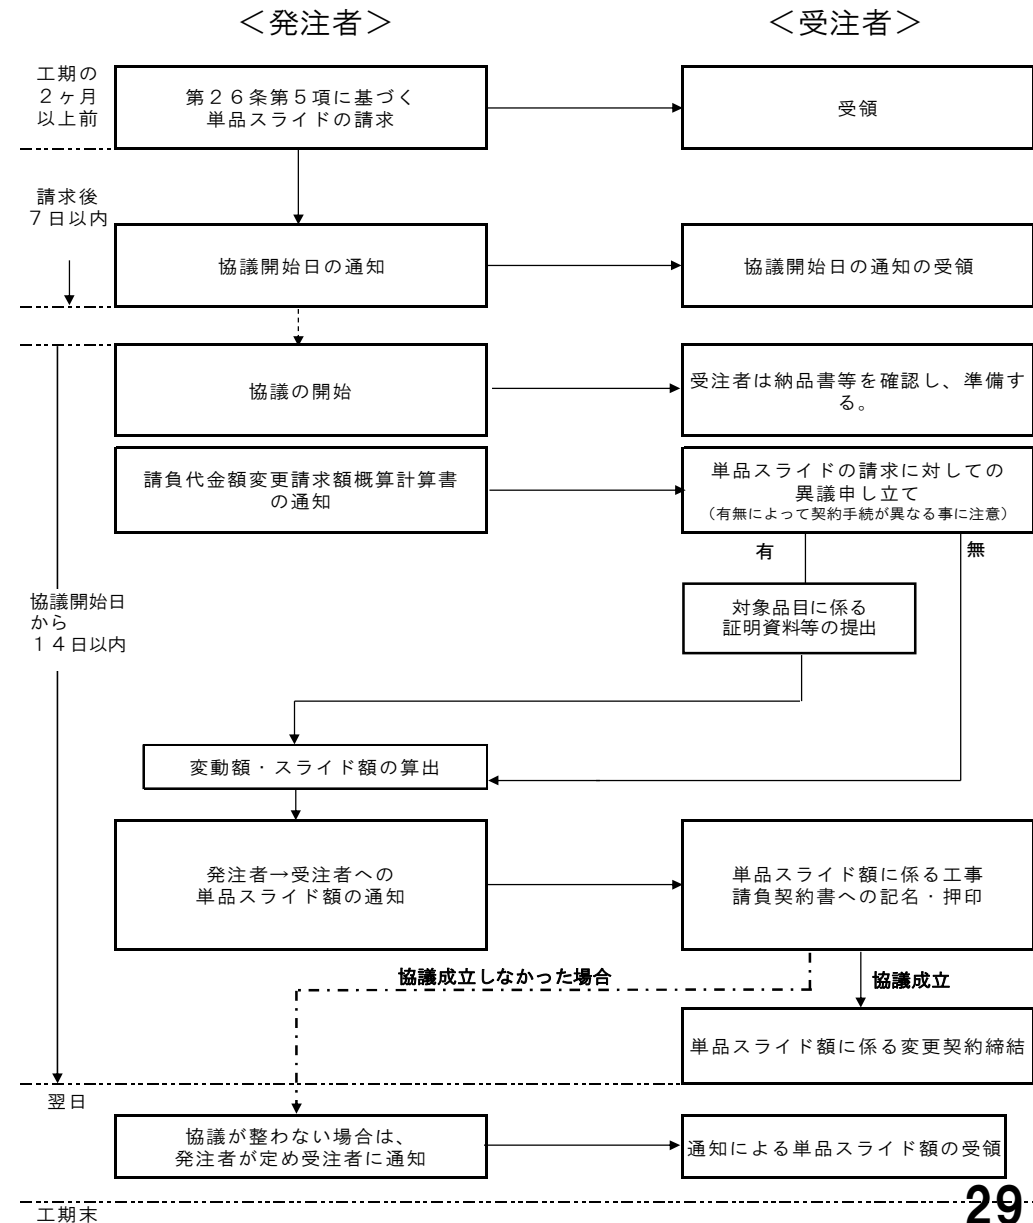 ＜発注者＞
＜受注者＞
工期の
２ヶ月
以上前
第２６条第５項に基づく
単品スライドの請求
受領
請求後
７日以内
協議開始日の通知
協議開始日の通知の受領
協議の開始
受注者は納品書等を確認し、準備す
る。
請負代金額変更請求額概算計算書
の通知
単品スライドの請求に対しての
異議申し立て
（有無によって契約手続が異なる事に注意）
有
無
協議開始日
から
１４日以内
対象品目に係る
証明資料等の提出
変動額・スライド額の算出
発注者→受注者への
単品スライド額の通知
単品スライド額に係る工事
請負契約書への記名・押印
協議成立しなかった場合
協議成立
単品スライド額に係る変更契約締結
翌日
協議が整わない場合は、
発注者が定め受注者に通知
通知による単品スライド額の受領
工期末
29